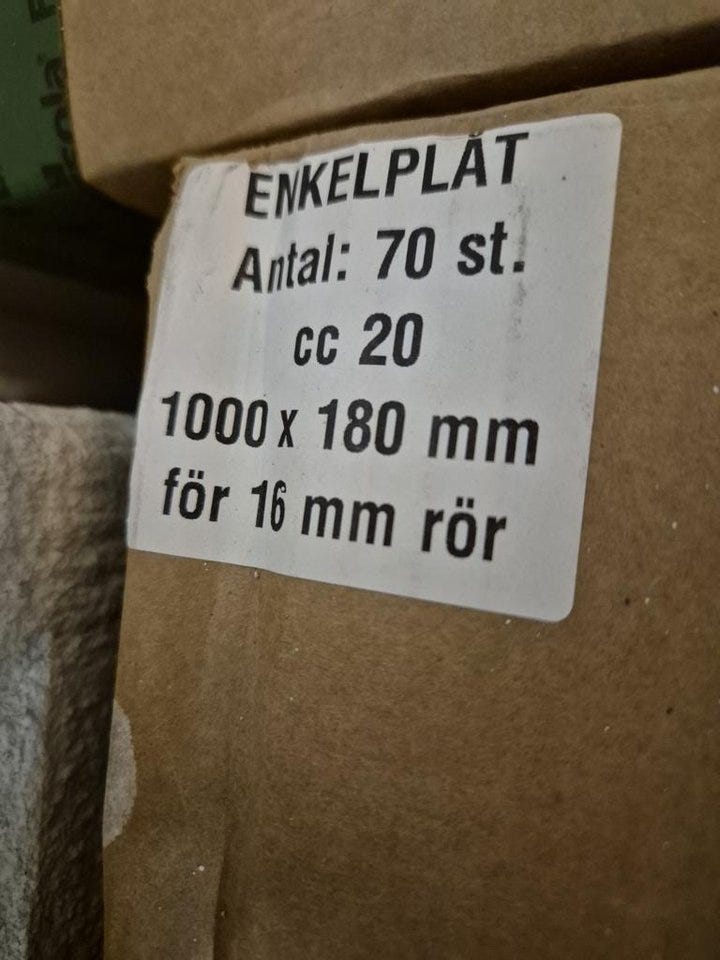 ENKELPLÅT
Antal: 70 st.
cc 20
1000 x 180 mm
för 16 mm rör